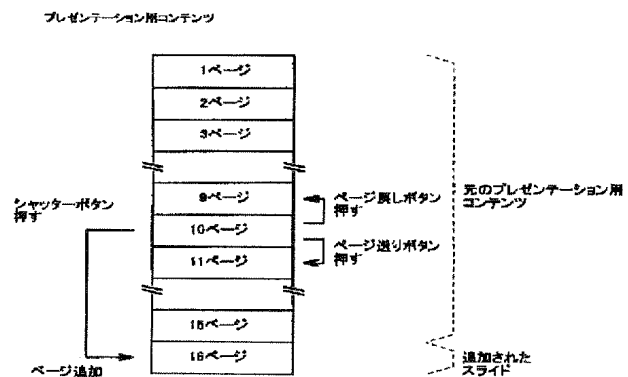 プレゼンテーション用コンテンツ
1ページ
2ページ
3ページ
9ページ
10ページ
11ページ
15ページ
16ページ
シャッターボタン
押す
ページ追加
ページ戻しボタン
押す
ページ送りボタン
押す
元のプレゼンテーション用
コンテンツ
追加された
スライド